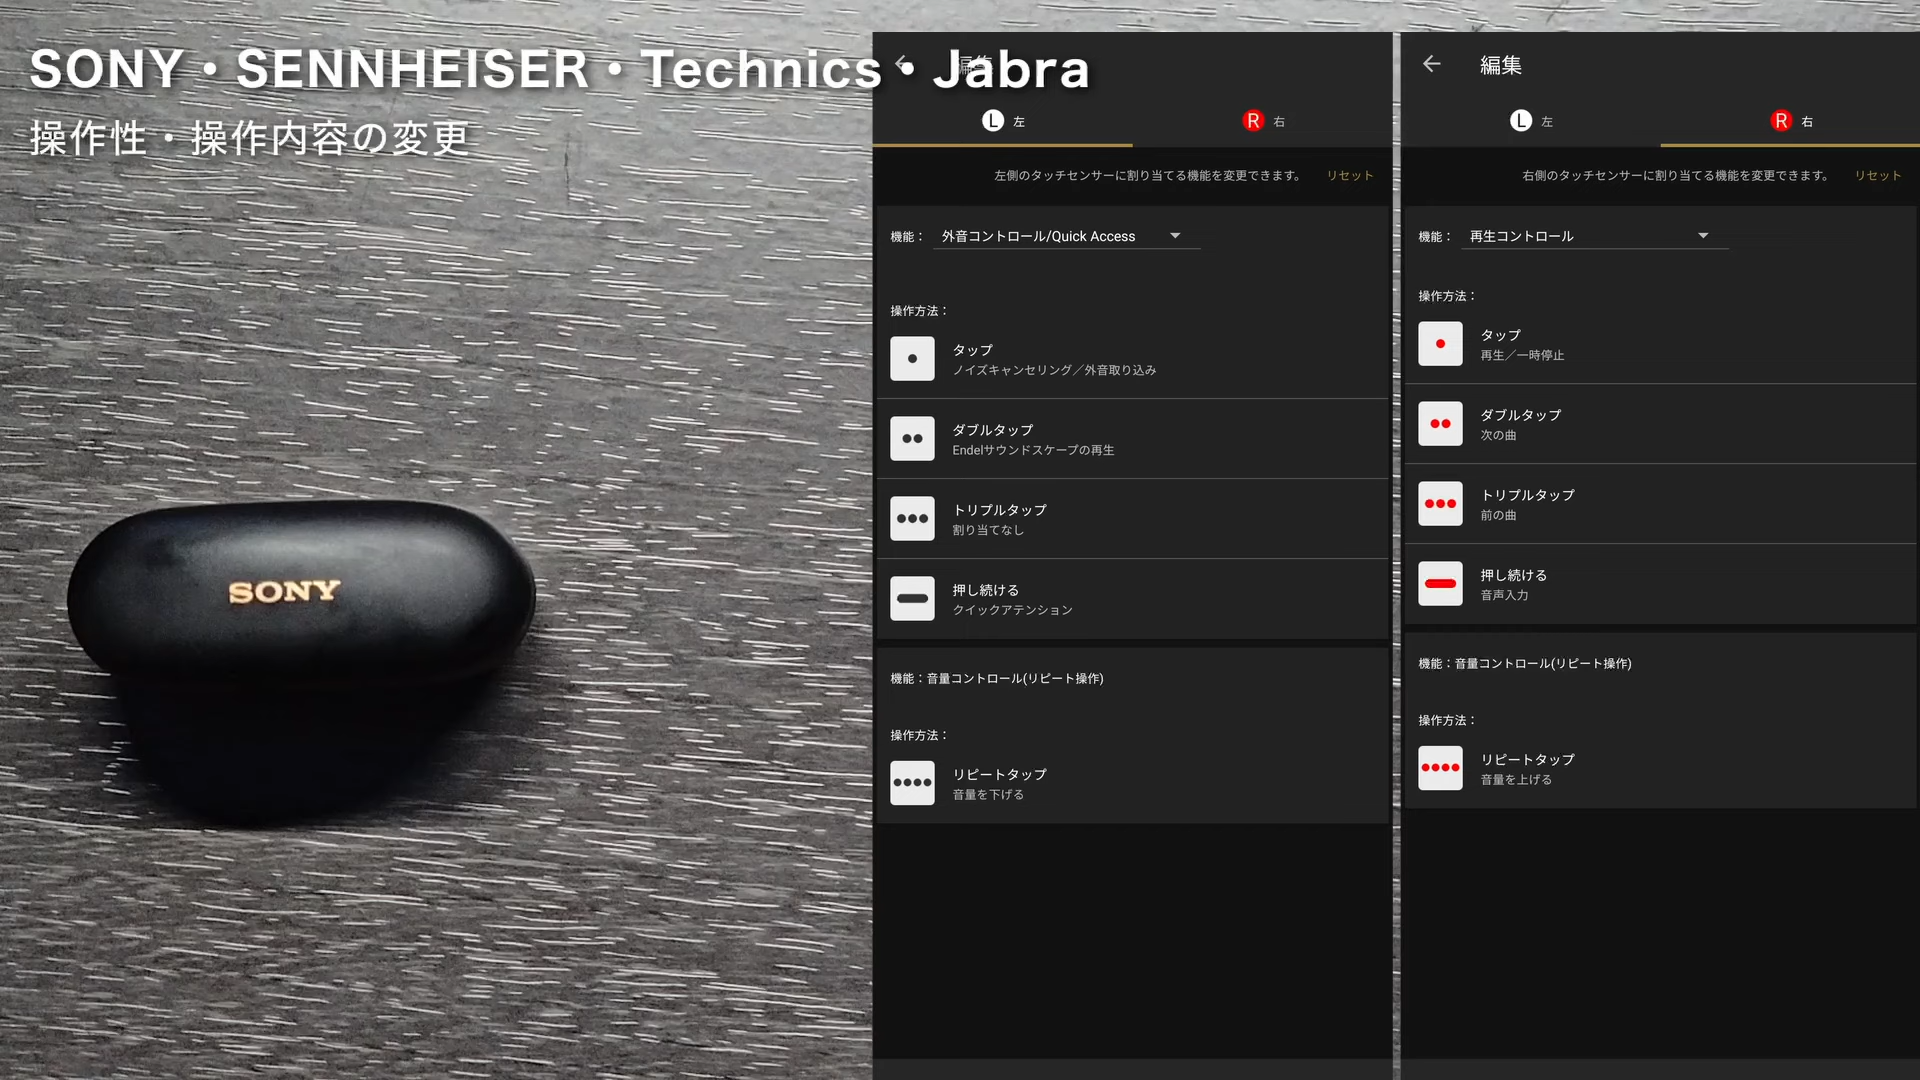 SONY・SENNHEISER・Technics・Jabra
操作性・操作内容の変更
SONY
編集
L 左
R 右
左側のタッチセンサーに割り当てる機能を変更できます。 リセット
機能： 外音コントロール/Quick Access
操作方法：
タップ
ノイズキャンセリング／外音取り込み
ダブルタップ
Endelサウンドスケープの再生
トリプルタップ
割り当てなし
押し続ける
クイックアテンション
機能：音量コントロール(リピート操作)
操作方法：
リピートタップ
音量を下げる
編集
L 左
R 右
右側のタッチセンサーに割り当てる機能を変更できます。 リセット
機能： 再生コントロール
操作方法：
タップ
再生／一時停止
ダブルタップ
次の曲
トリプルタップ
前の曲
押し続ける
音声入力
機能：音量コントロール(リピート操作)
操作方法：
リピートタップ
音量を上げる